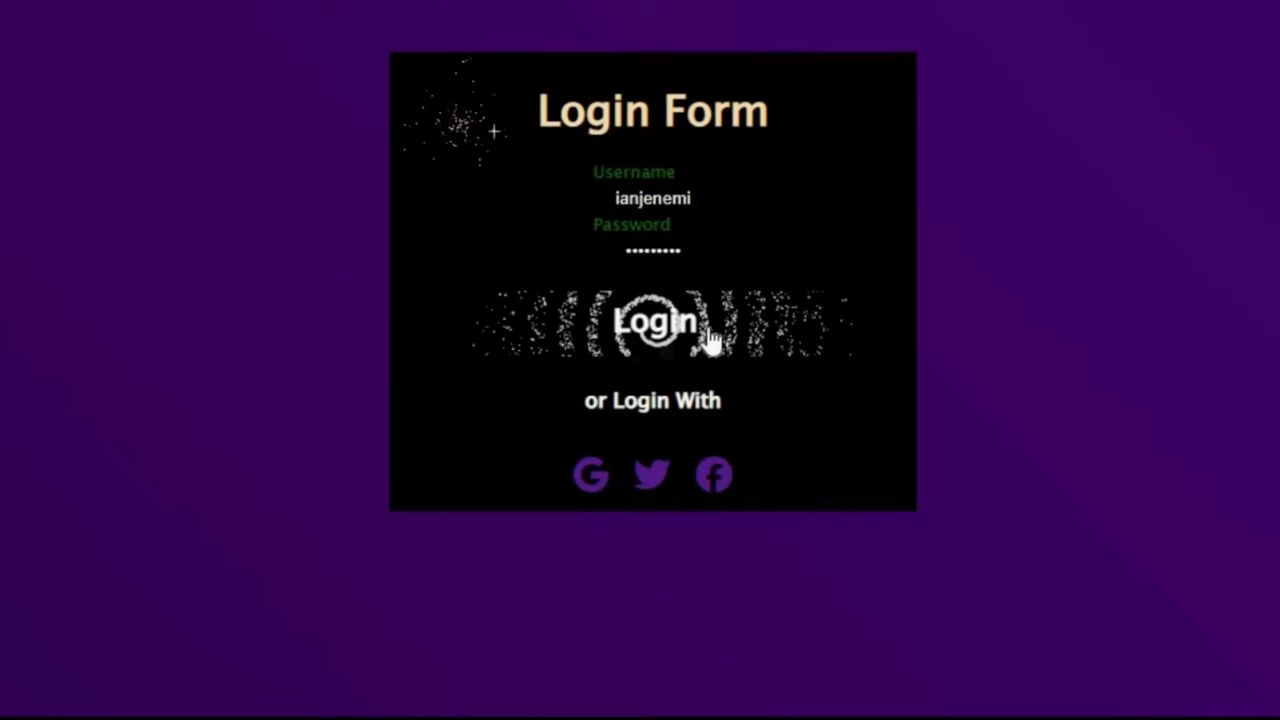 Login Form
Username
ianjenemi
Password
•••••••••
Login
or Login With